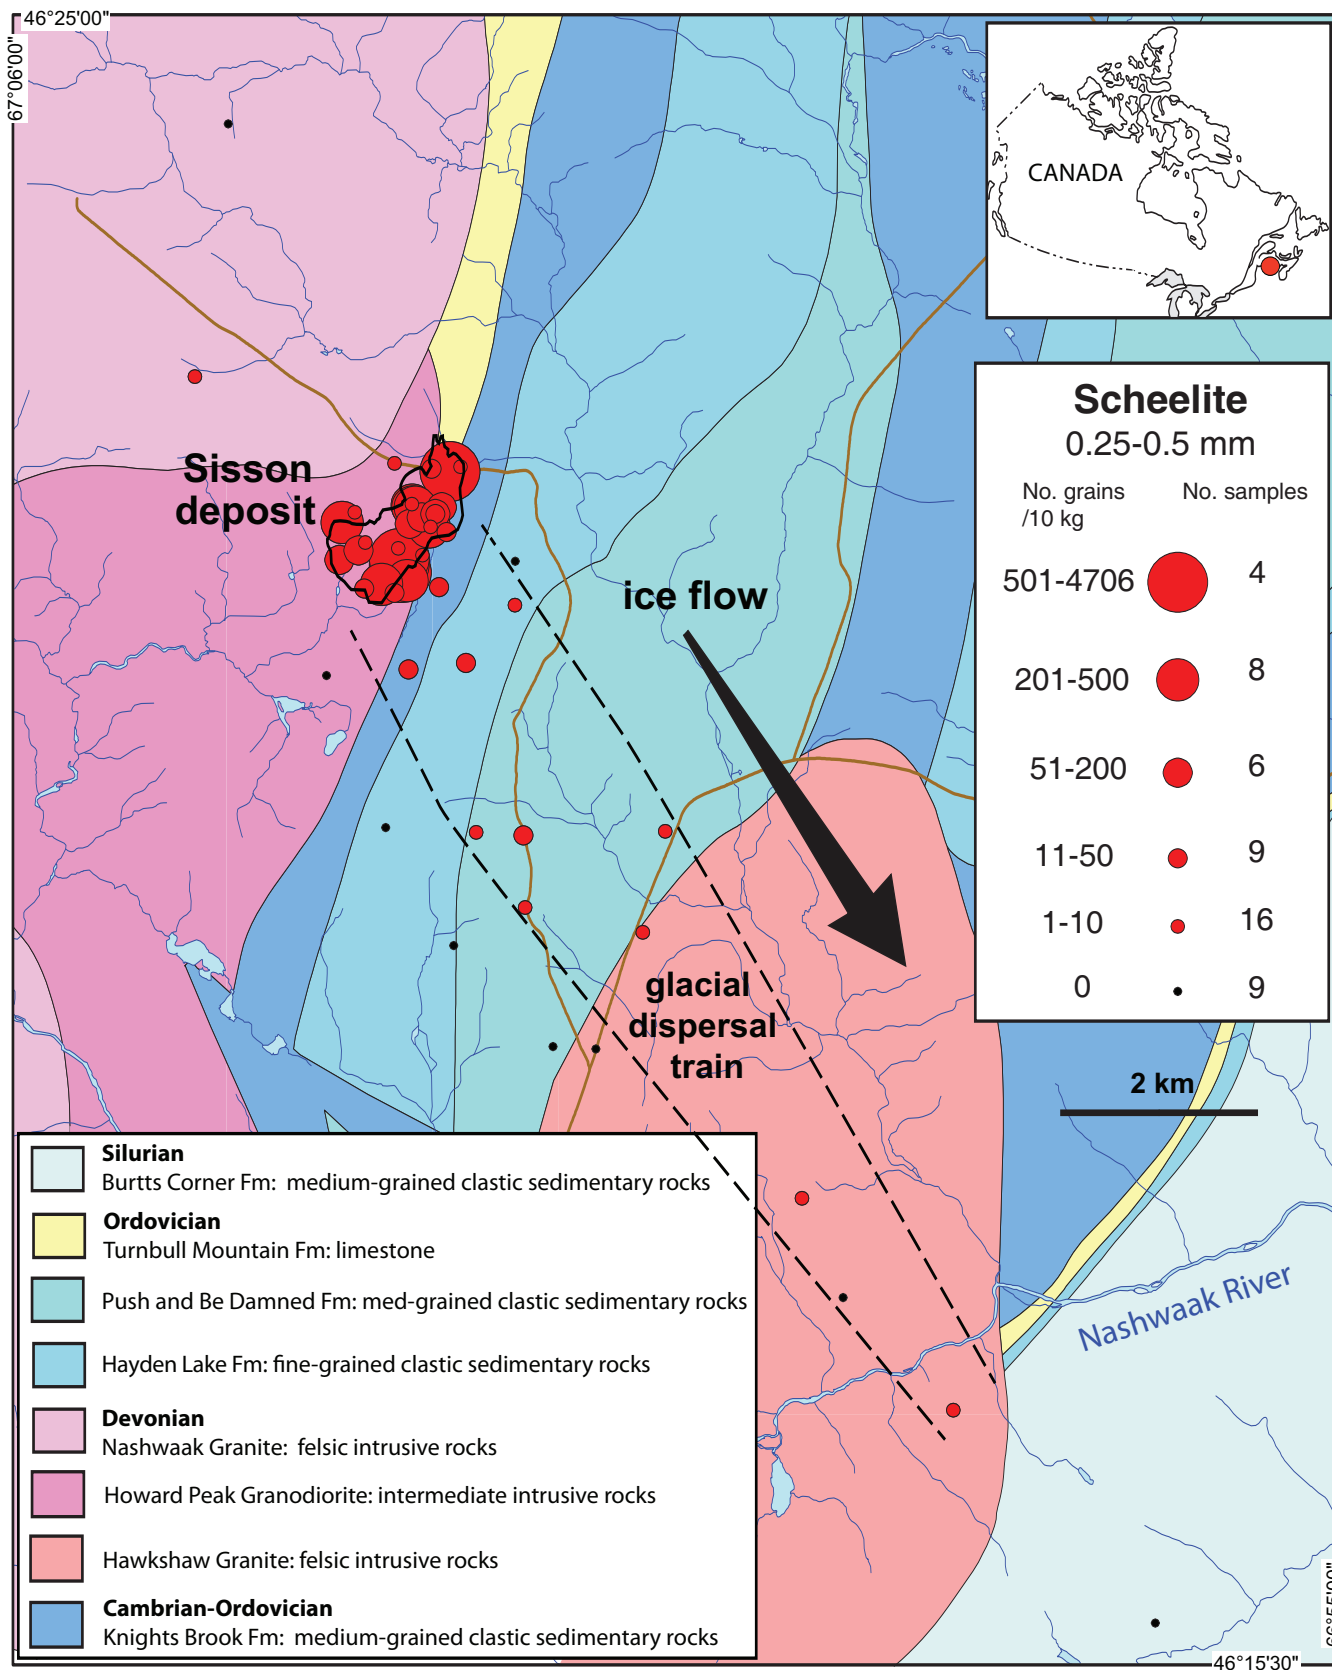 46°25'00"
67°06'00"
CANADA
Scheelite
0.25-0.5 mm
No. grains
/10 kg
No. samples
501-4706 4
201-500 8
51-200 6
11-50 9
1-10 16
0 9
Sisson
deposit
ice flow
glacial
dispersal
train
2 km
Nashwaak River
Silurian
Burtts Corner Fm: medium-grained clastic sedimentary rocks
Ordovician
Turnbull Mountain Fm: limestone
Push and Be Damned Fm: med-grained clastic sedimentary rocks
Hayden Lake Fm: fine-grained clastic sedimentary rocks
Devonian
Nashwaak Granite: felsic intrusive rocks
Howard Peak Granodiorite: intermediate intrusive rocks
Hawkshaw Granite: felsic intrusive rocks
Cambrian-Ordovician
Knights Brook Fm: medium-grained clastic sedimentary rocks
46°15'30"